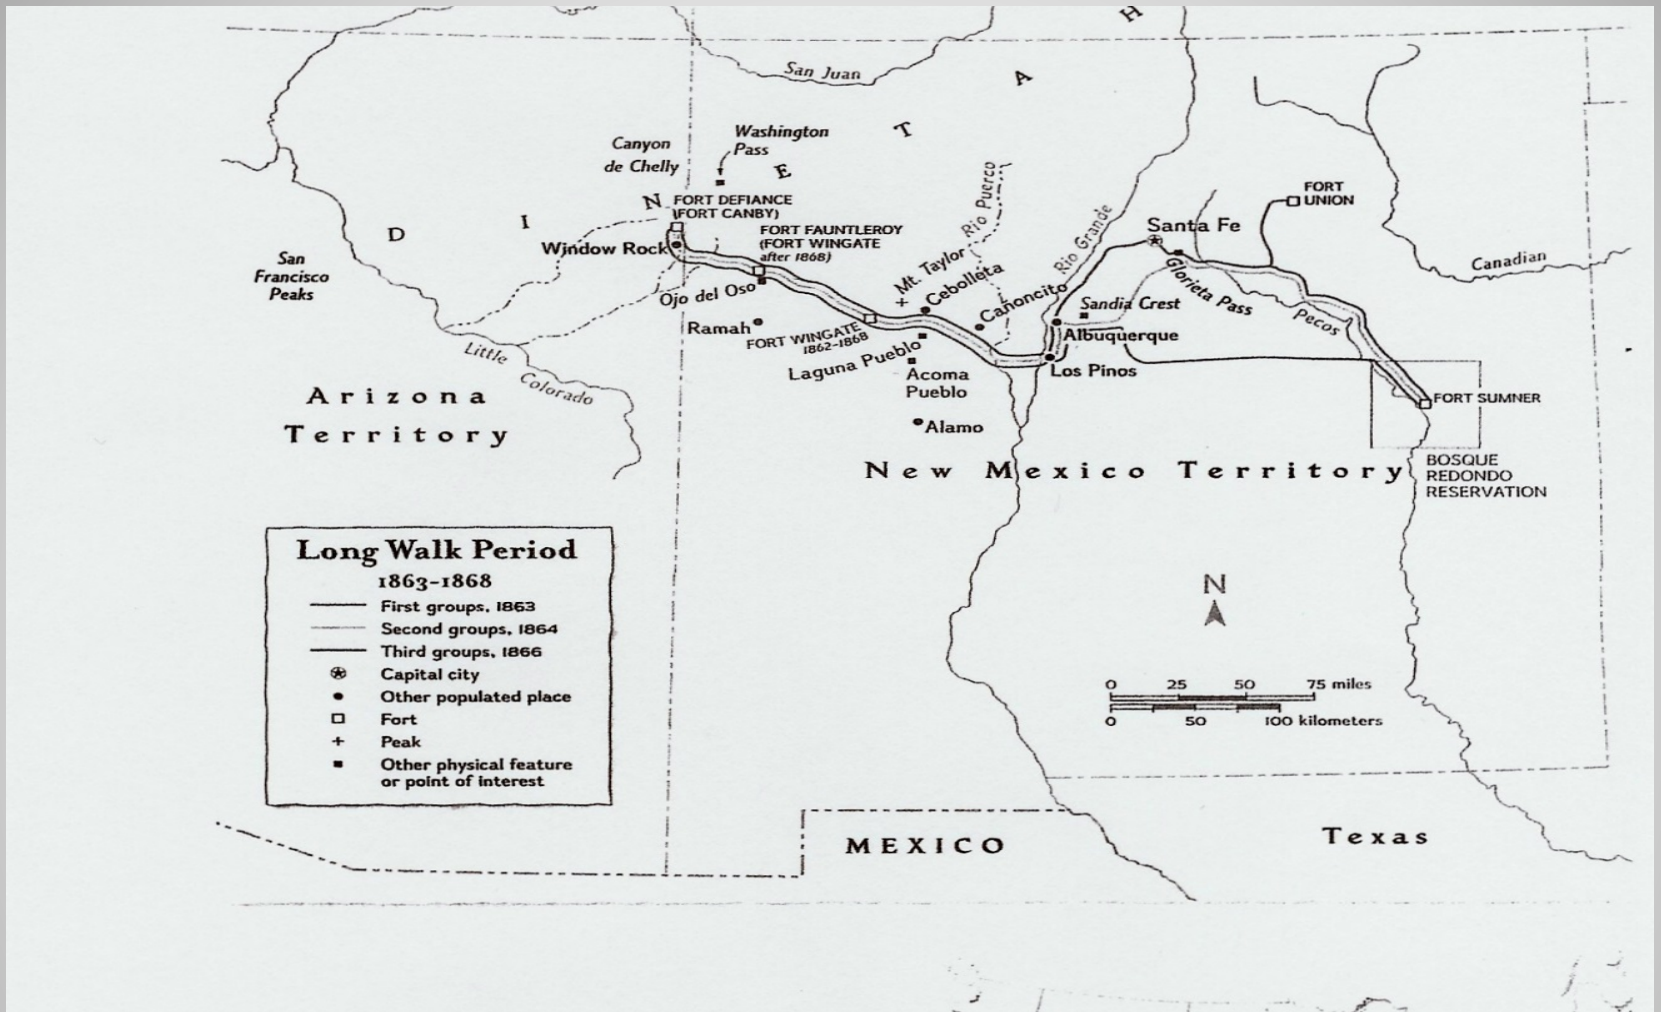 H
San Juan
A
Washington
Pass
Canyon
de Chelly
T
E
N
FORT DEFIANCE
(FORT CANBY)
I
D
FORT FAUNTLEROY
(FORT WINGATE
after 1868)
Window Rock
Rio Puerco
Rio Grande
Santa Fe
FORT
UNION
Canadian
San
Francisco
Peaks
Mt. Taylor
Cebolleta
Cañoncito
Glorieta Pass
Sandia Crest
Pecos
Ojo del Oso
Ramah
FORT WINGATE
1862-1868
Laguna Pueblo
Albuquerque
Los Pinos
Acoma
Pueblo
Alamo
FORT SUMNER
Little
Colorado
Arizona
Territory
New Mexico Territory
BOSQUE
REDONDO
RESERVATION
Long Walk Period
1863-1868
First groups, 1863
Second groups, 1864
Third groups, 1866
Capital city
Other populated place
Fort
Peak
Other physical feature
or point of interest
N
0 25 50 75 miles
0 50 100 kilometers
MEXICO
Texas